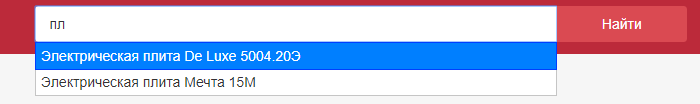 пл
Найти
Электрическая плита De Luxe 5004.20Э
Электрическая плита Мечта 15М